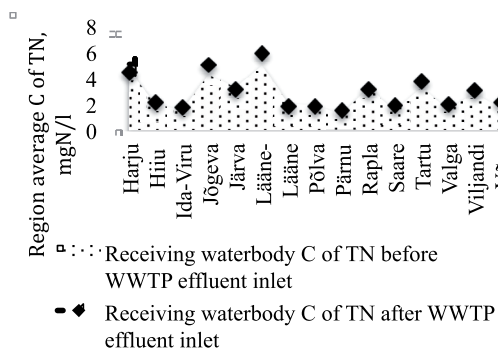 Region average C of TN,
mgN/l
8
6
4
2
0
Harju
Hiiu
Ida-Viru
Jõgeva
Järva
Lääne-
Lääne
Põlva
Pärnu
Rapla
Saare
Tartu
Valga
Viljandi
Receiving waterbody C of TN before
WWTP effluent inlet
Receiving waterbody C of TN after WWTP
effluent inlet